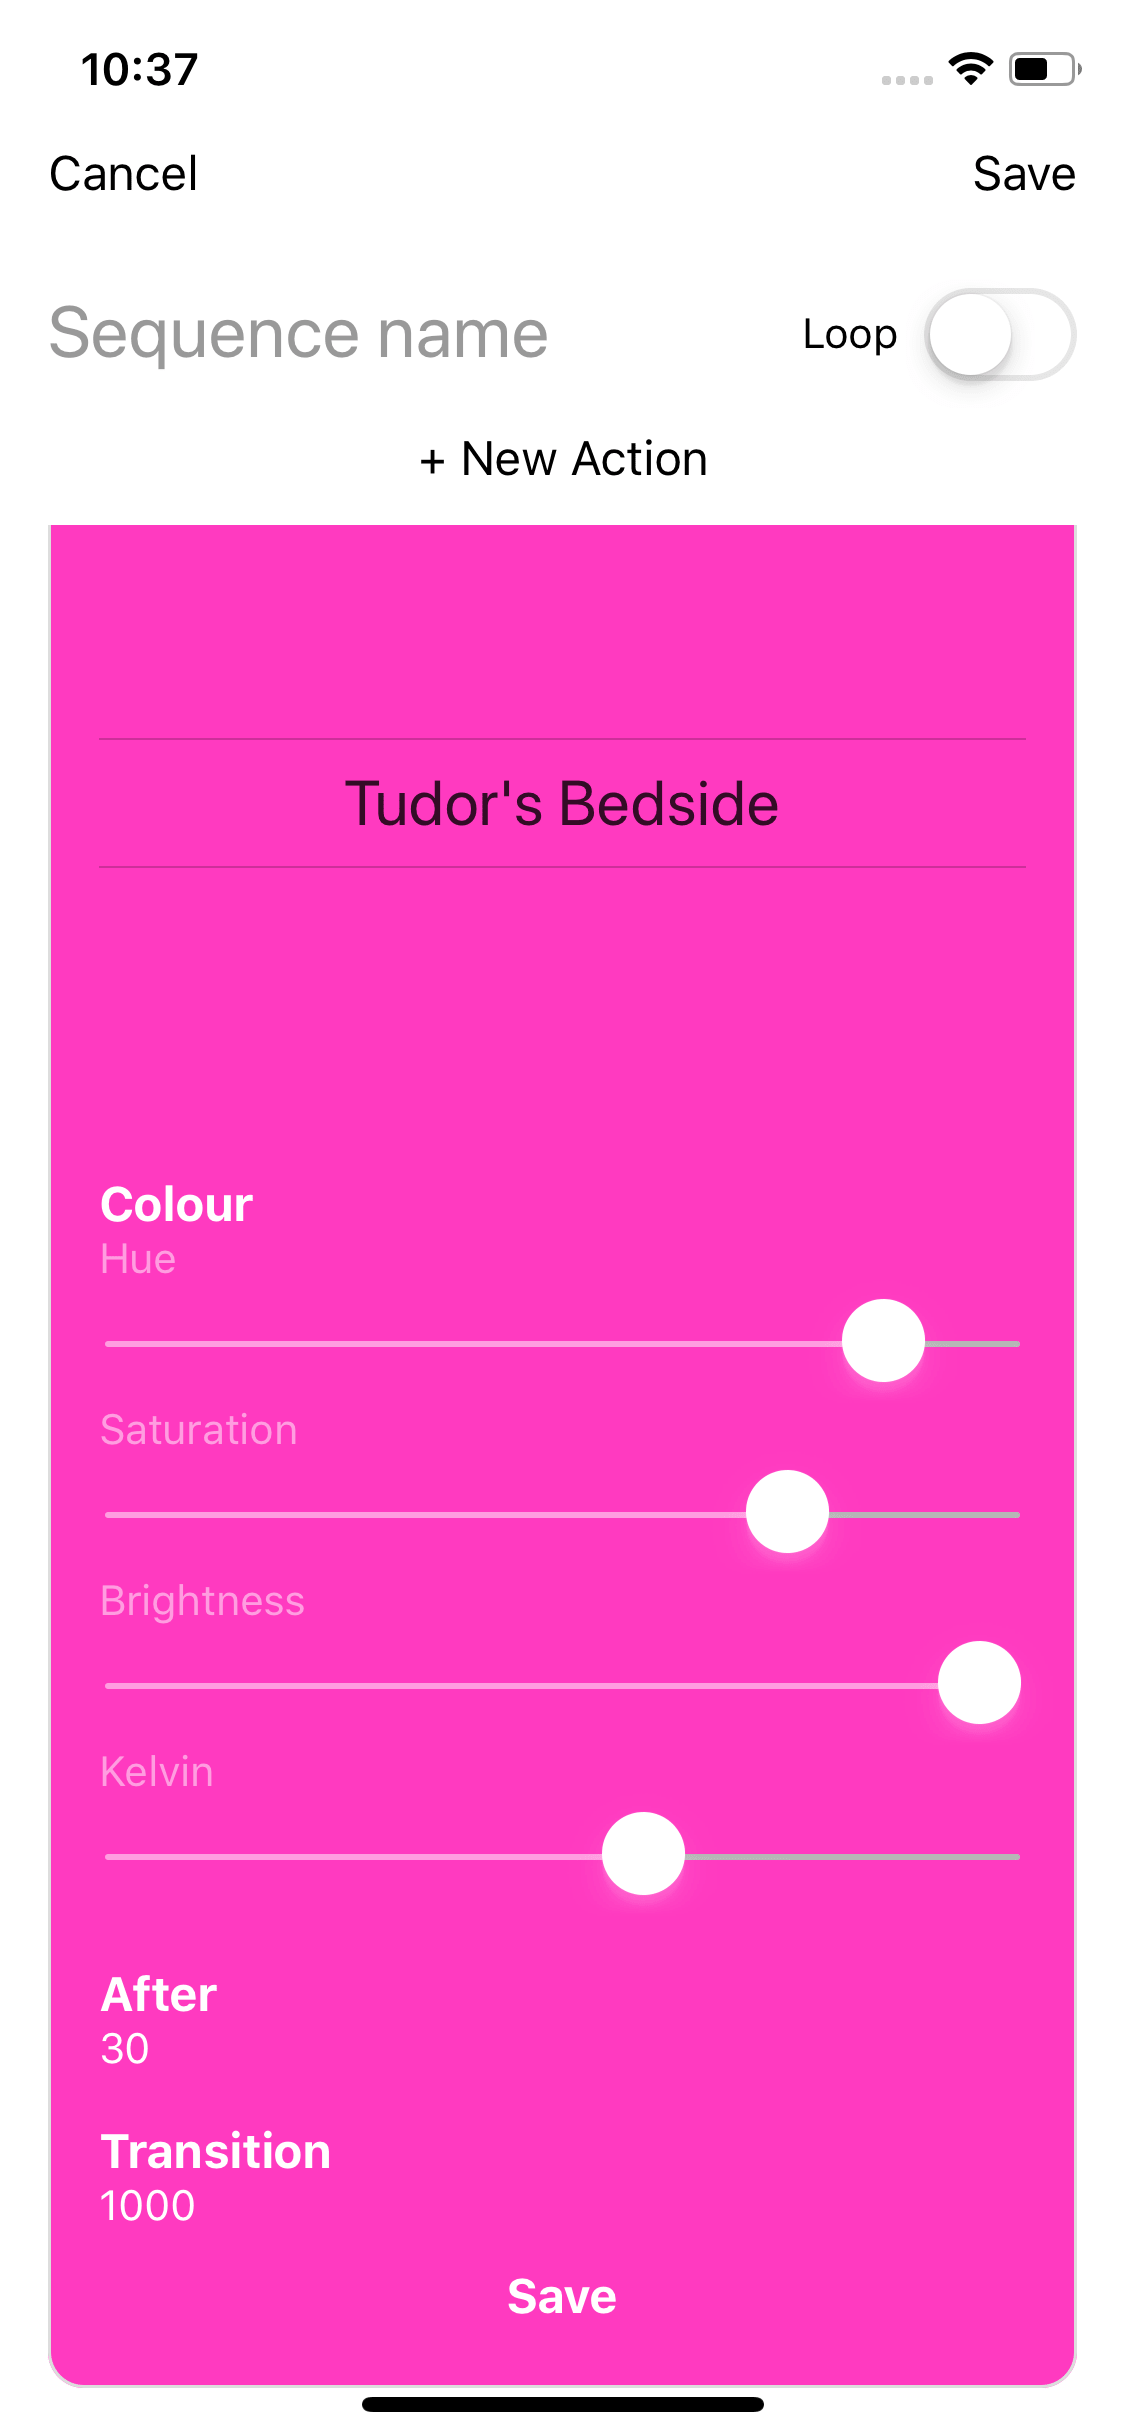 10:37
Cancel
Save
Sequence name
Loop
+ New Action
Tudor's Bedside
Colour
Hue
Saturation
Brightness
Kelvin
After
30
Transition
1000
Save